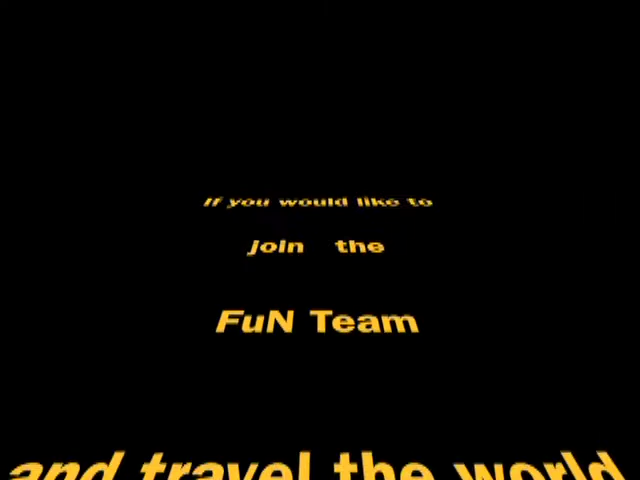 If you would like to
join the
FuN Team
and travel the world